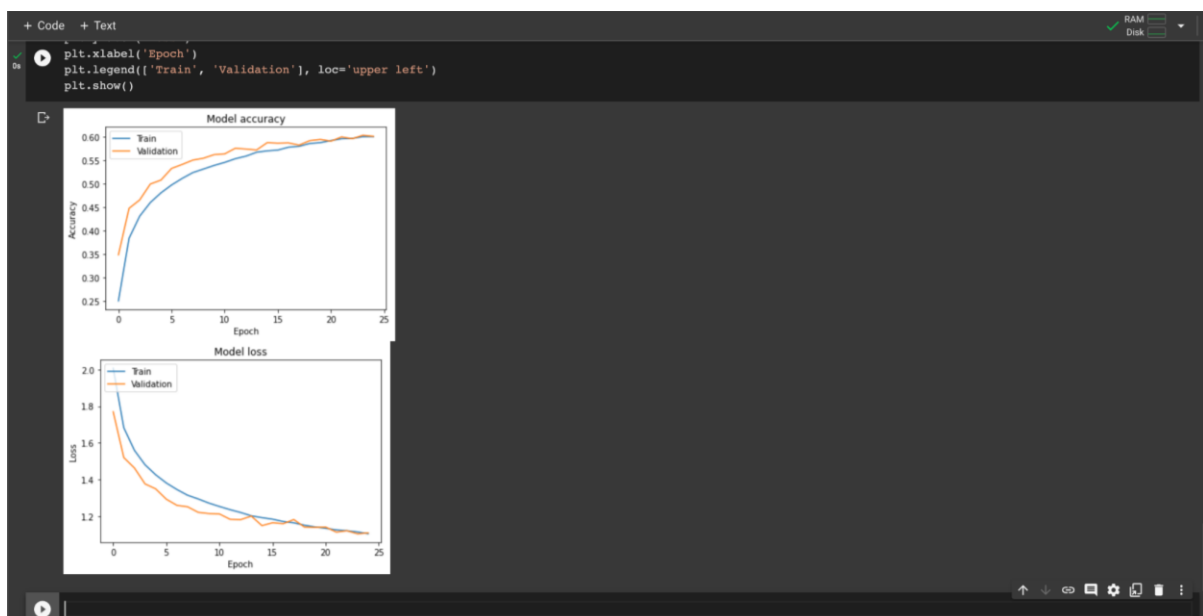 + Code + Text
RAM
Disk
0s
plt.xlabel('Epoch')
plt.legend(['Train', 'Validation'], loc='upper left')
plt.show()
Model accuracy
Train
Validation
0.60
0.55
0.50
0.45
0.40
0.35
0.30
0.25
Accuracy
0 5 10 15 20 25
Epoch
Model loss
Train
Validation
2.0
1.8
1.6
1.4
1.2
Loss
0 5 10 15 20 25
Epoch